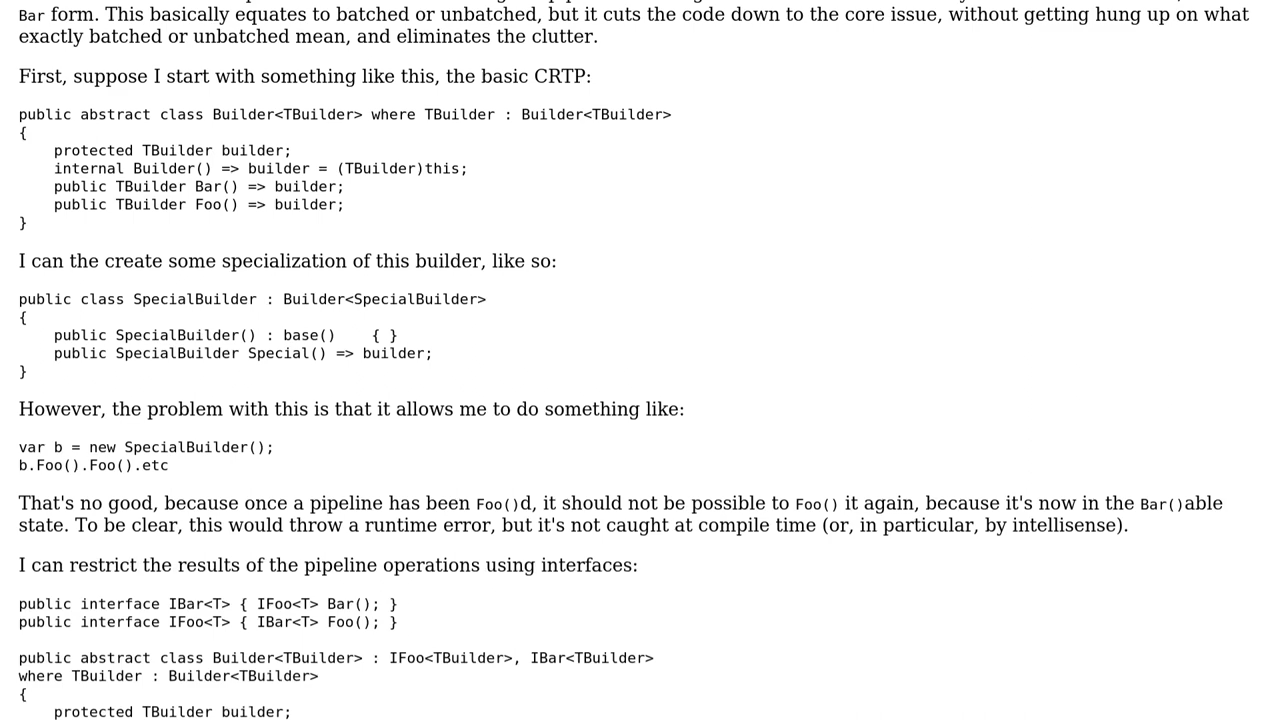 Bar form. This basically equates to batched or unbatched, but it cuts the code down to the core issue, without getting hung up on what
exactly batched or unbatched mean, and eliminates the clutter.
First, suppose I start with something like this, the basic CRTP:
public abstract class Builder<TBuilder> where TBuilder : Builder<TBuilder>
{
    protected TBuilder builder;
    internal Builder() => builder = (TBuilder)this;
    public TBuilder Bar() => builder;
    public TBuilder Foo() => builder;
}
I can the create some specialization of this builder, like so:
public class SpecialBuilder : Builder<SpecialBuilder>
{
    public SpecialBuilder() : base()    { }
    public SpecialBuilder Special() => builder;
}
However, the problem with this is that it allows me to do something like:
var b = new SpecialBuilder();
b.Foo().Foo().etc
That's no good, because once a pipeline has been Foo()d, it should not be possible to Foo() it again, because it's now in the Bar()able
state. To be clear, this would throw a runtime error, but it's not caught at compile time (or, in particular, by intellisense).
I can restrict the results of the pipeline operations using interfaces:
public interface IBar<T> { IFoo<T> Bar(); }
public interface IFoo<T> { IBar<T> Foo(); }
public abstract class Builder<TBuilder> : IFoo<TBuilder>, IBar<TBuilder>
where TBuilder : Builder<TBuilder>
{
    protected TBuilder builder;